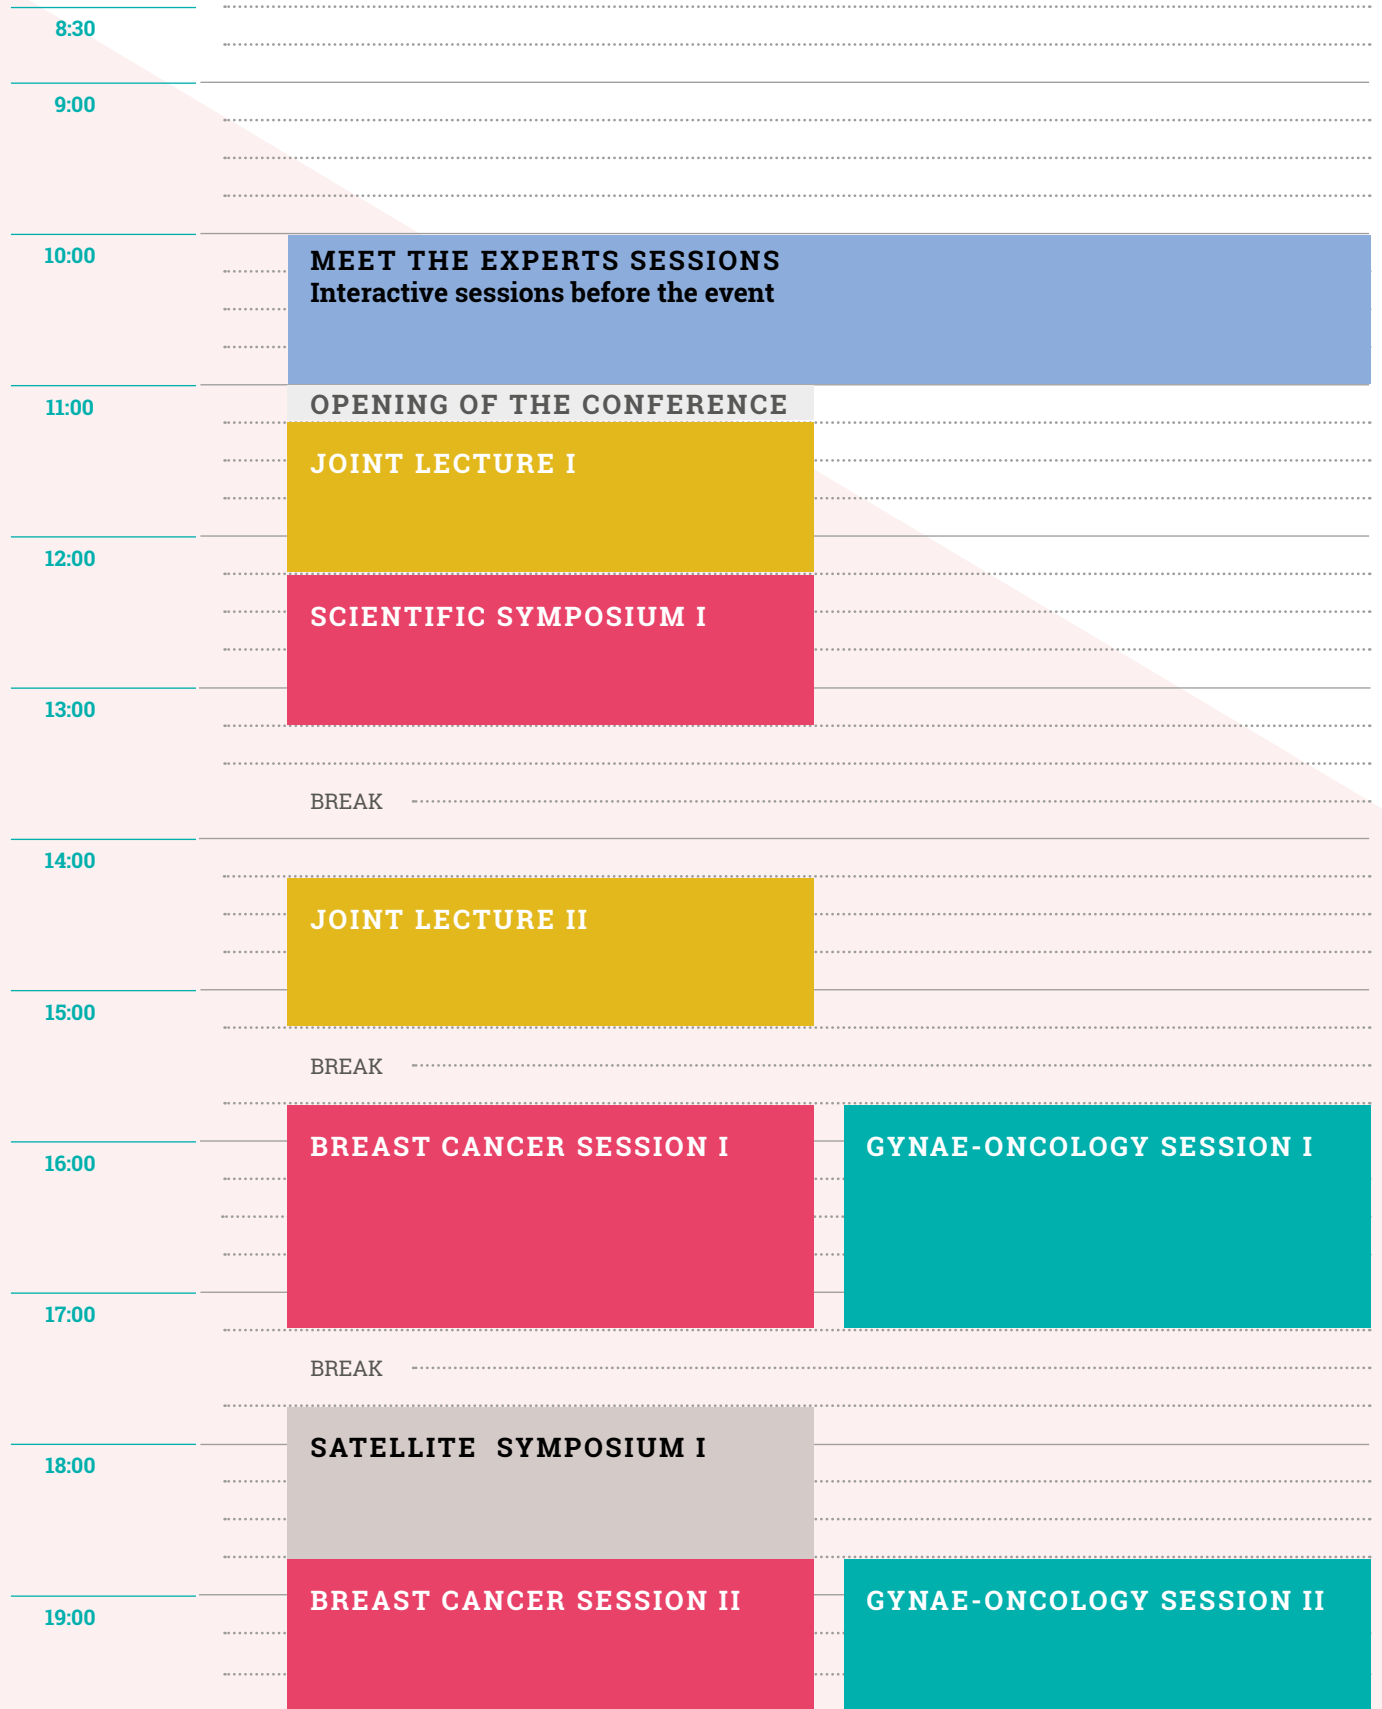 8:30
9:00
10:00
MEET THE EXPERTS SESSIONS
Interactive sessions before the event
11:00
OPENING OF THE CONFERENCE
JOINT LECTURE I
12:00
SCIENTIFIC SYMPOSIUM I
13:00
BREAK
14:00
JOINT LECTURE II
15:00
BREAK
BREAST CANCER SESSION I
GYNAE-ONCOLOGY SESSION I
16:00
17:00
BREAK
SATELLITE SYMPOSIUM I
18:00
BREAST CANCER SESSION II
GYNAE-ONCOLOGY SESSION II
19:00